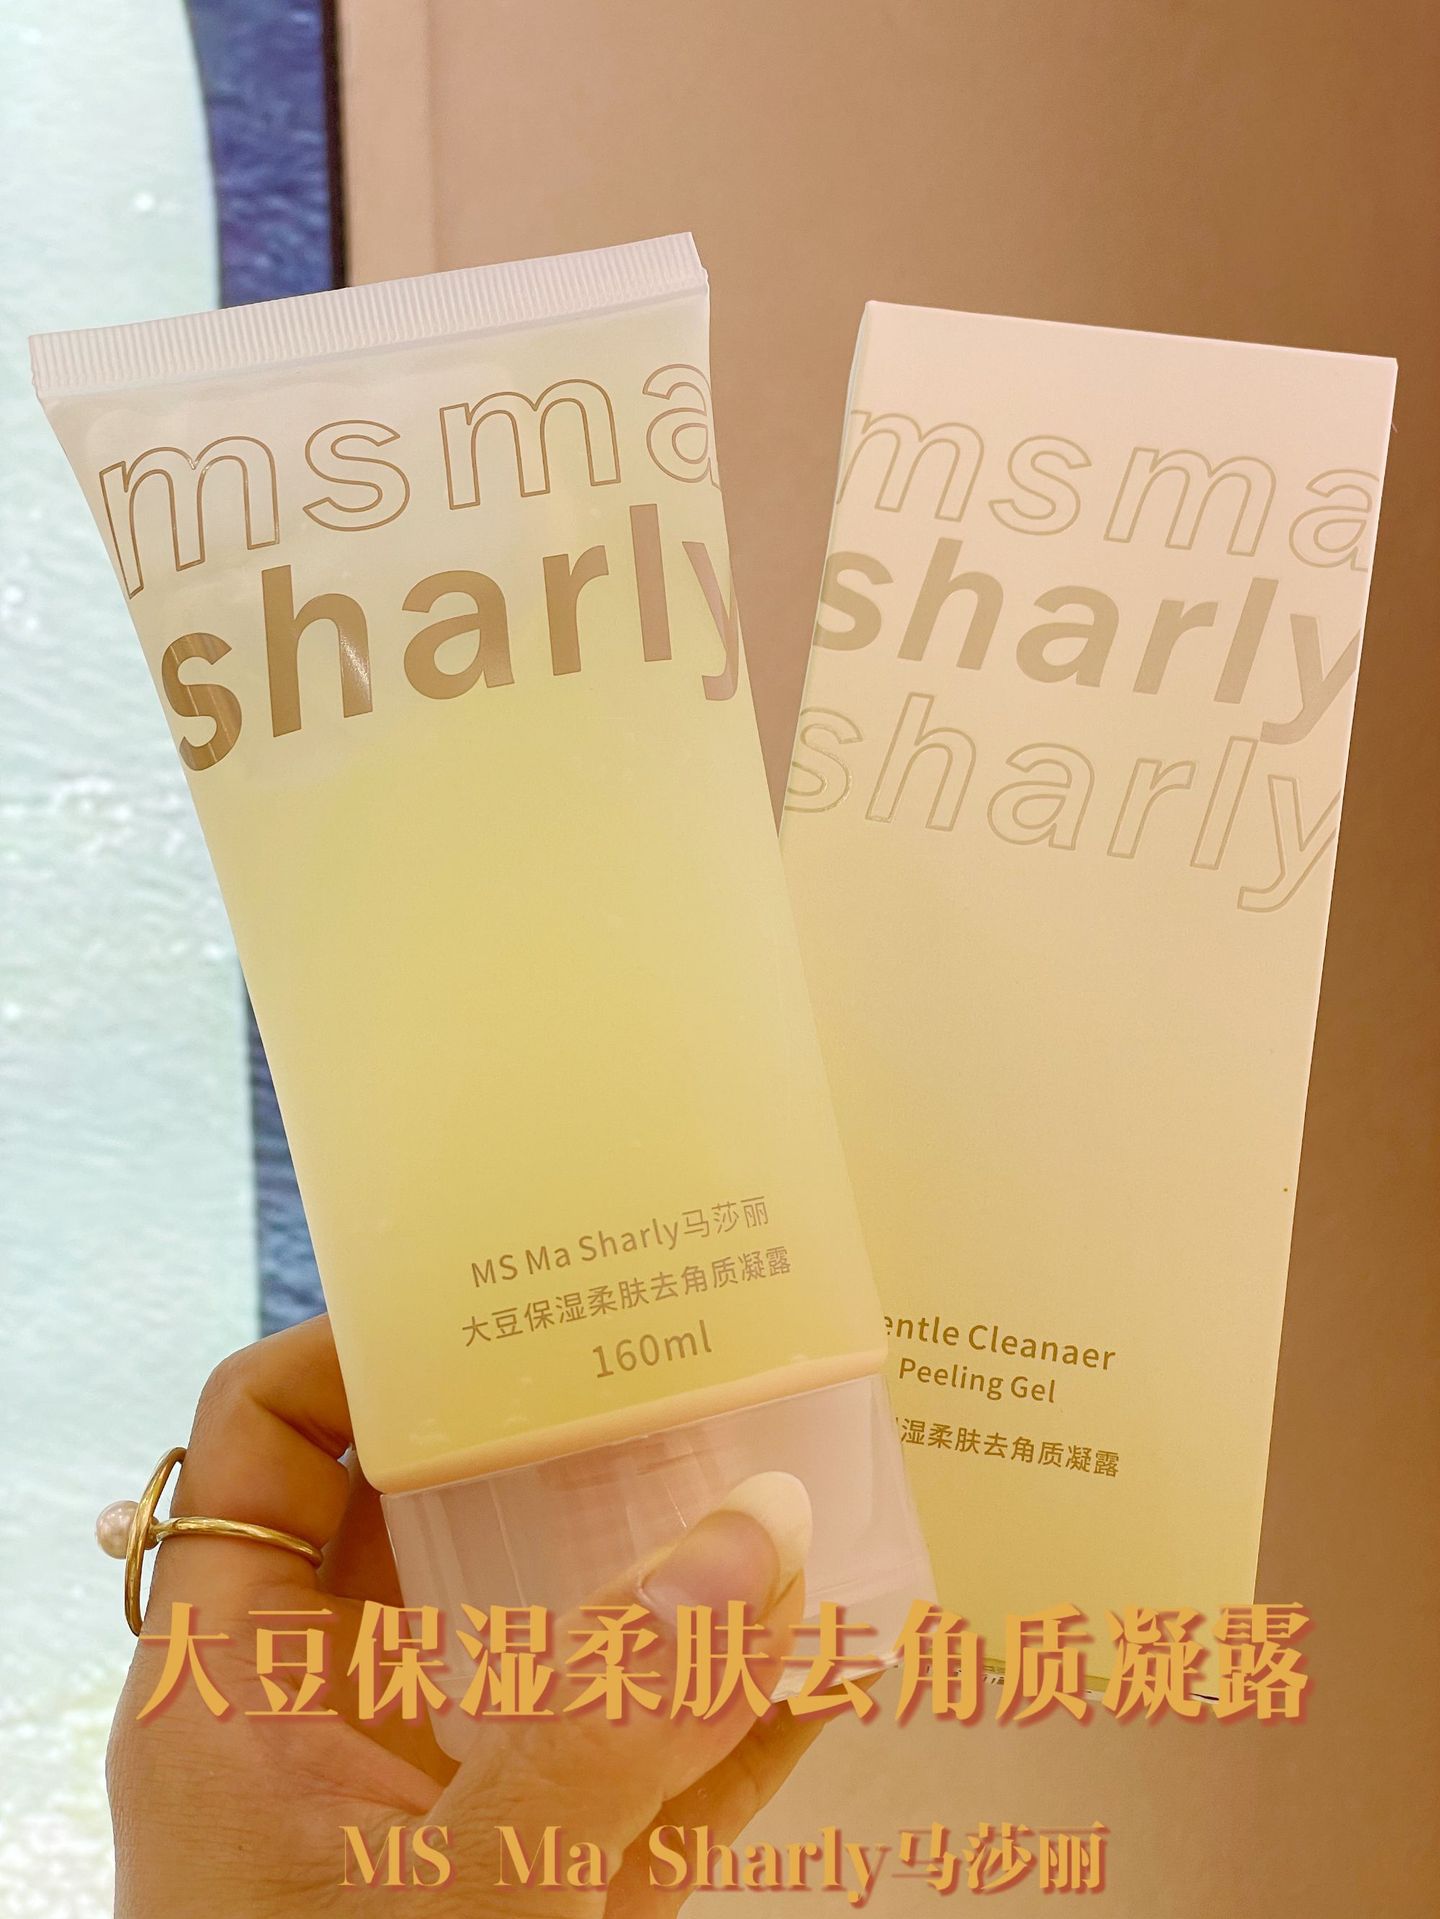 msma
sharly
MS Ma Sharly马莎丽
大豆保湿柔肤去角质凝露
160ml
msma
sharly
sharly
entle Cleanaer
Peeling Gel
湿柔肤去角质凝露
大豆保湿柔肤去角质凝露
MS Ma Sharly马莎丽